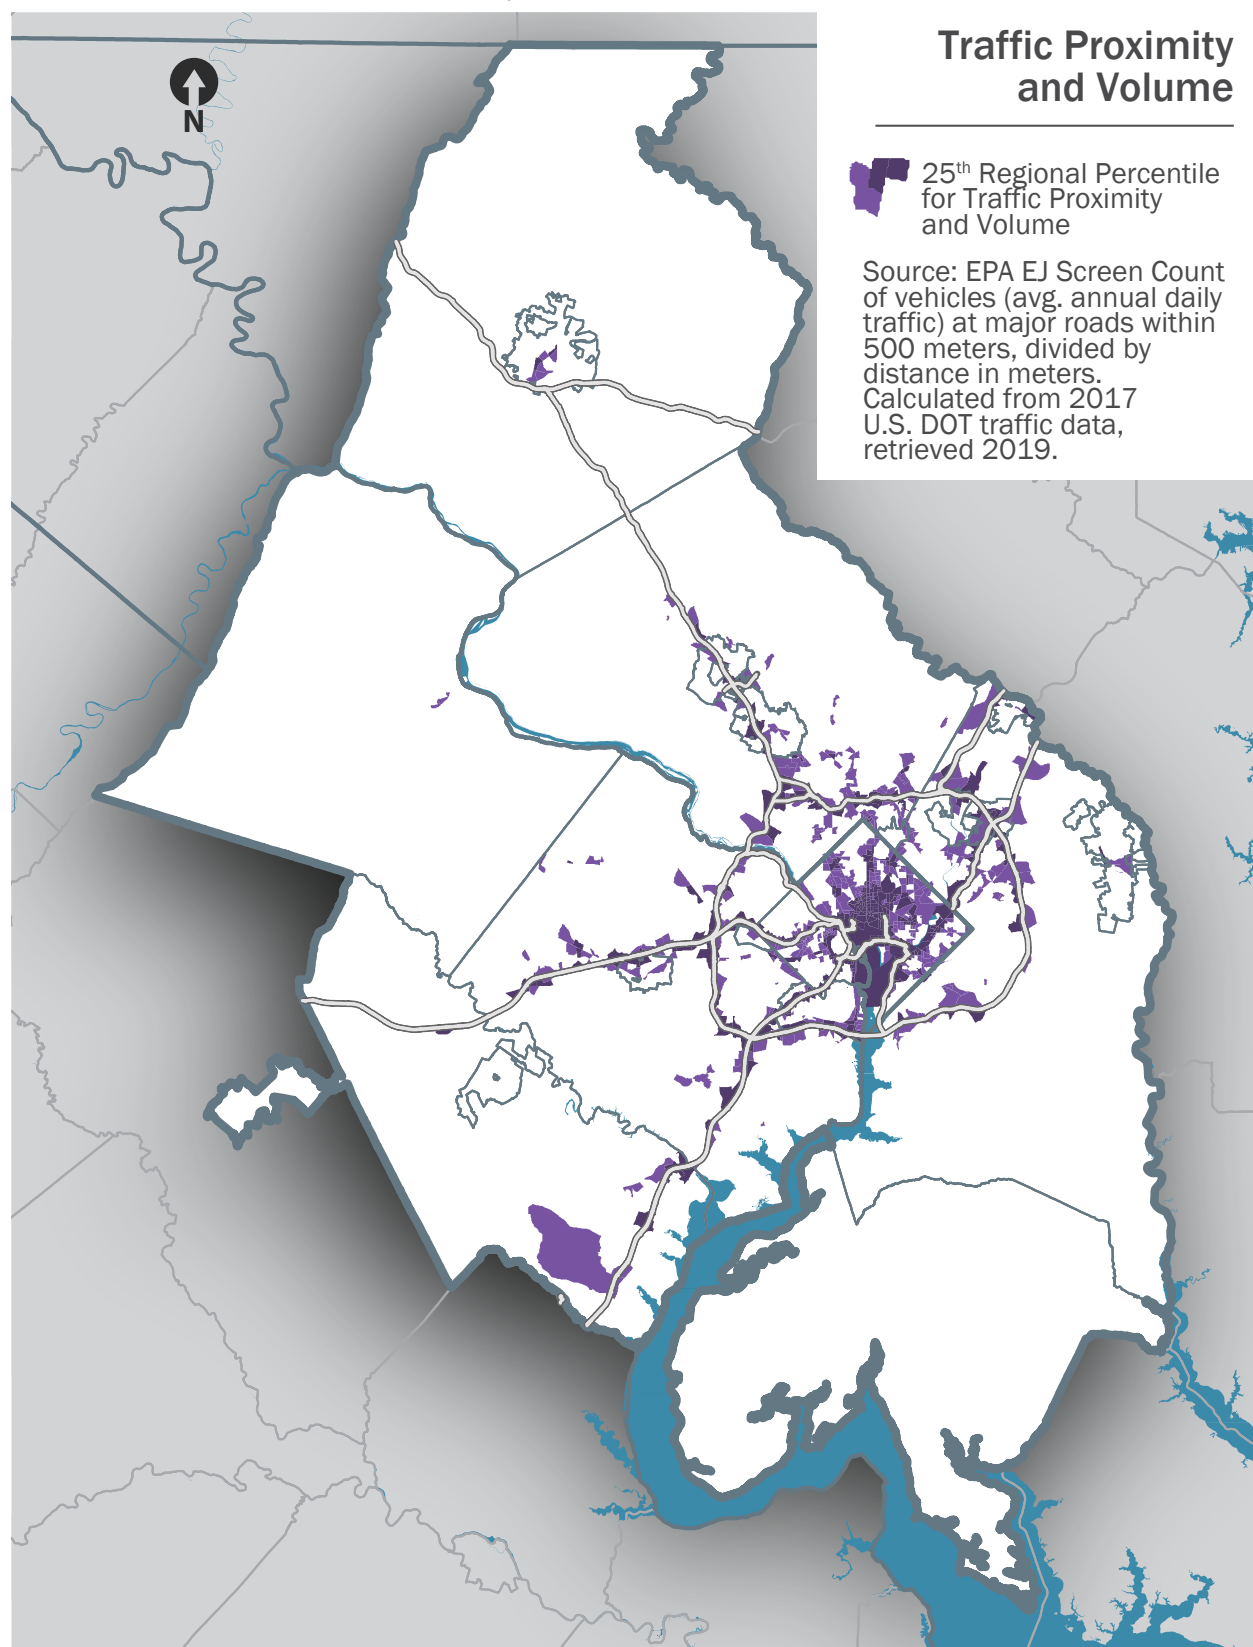 Traffic Proximity
and Volume
N
25th Regional Percentile
for Traffic Proximity
and Volume
Source: EPA EJ Screen Count
of vehicles (avg. annual daily
traffic) at major roads within
500 meters, divided by
distance in meters.
Calculated from 2017
U.S. DOT traffic data,
retrieved 2019.